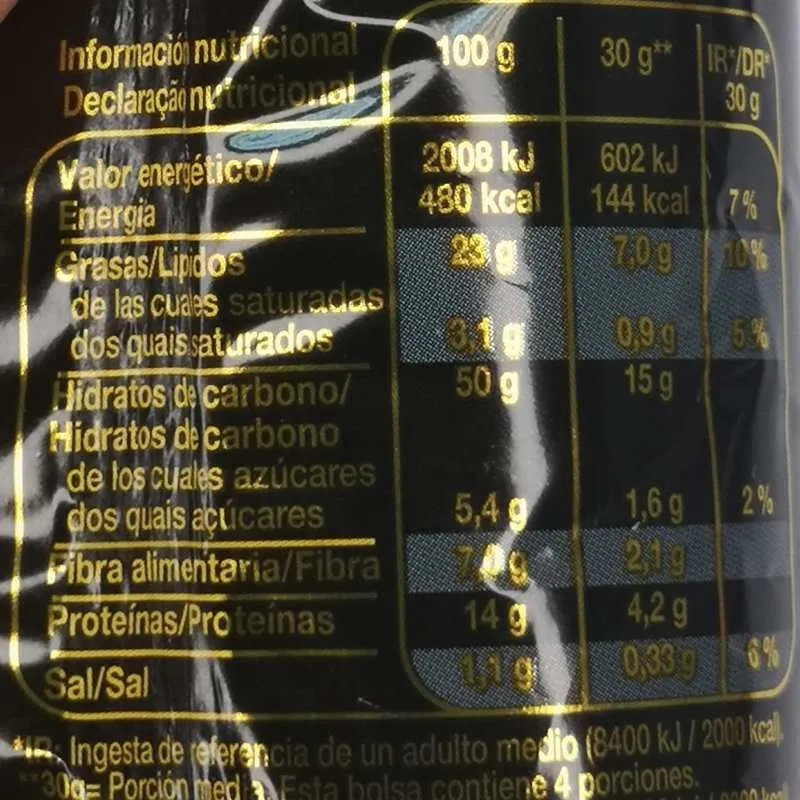 Información nutricional 100 g 30 g** IR*/DR*
Declaração nutricional 30 g
Valor energético/ 2008 kJ 602 kJ
Energia 480 kcal 144 kcal 7%
Grasas/Lípidos 23 g 7,0 g 10%
de las cuales saturadas
dos quais saturados 3,1 g 0,9 g 5%
Hidratos de carbono/ 50 g 15 g
Hidratos de carbono
de los cuales azúcares
dos quais açúcares 5,4 g 1,6 g 2%
Fibra alimentaria/Fibra 2,1 g
Proteínas/Proteínas 14 g 4,2 g
Sal/Sal 1,1 g 0,33 g 6%
*IR: Ingesta de referencia de un adulto medio (8400 kJ / 2000 kcal).
**30g= Porción media. Esta bolsa contiene 4 porciones.